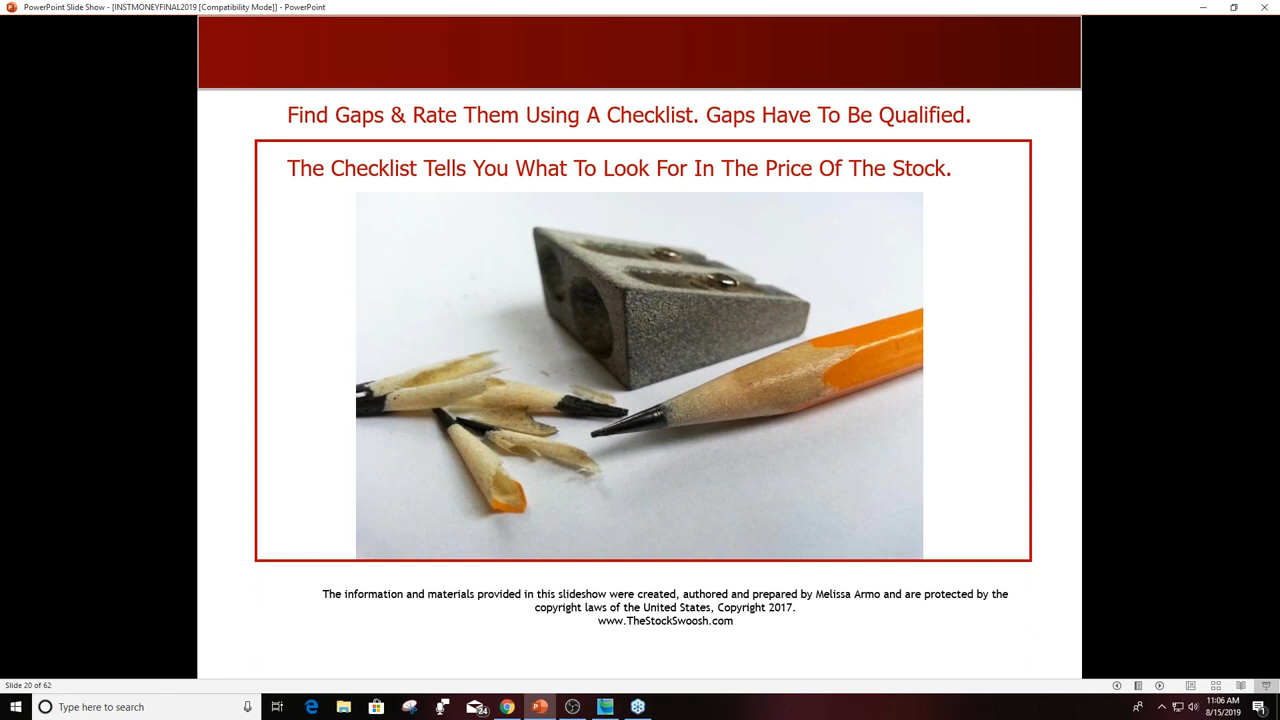 PowerPoint Slide Show - [INSTMONEYFINAL2019 [Compatibility Mode]] - PowerPoint
Find Gaps & Rate Them Using A Checklist. Gaps Have To Be Qualified.
The Checklist Tells You What To Look For In The Price Of The Stock.
The information and materials provided in this slideshow were created, authored and prepared by Melissa Armo and are protected by the
copyright laws of the United States, Copyright 2017.
www.TheStockSwoosh.com
Slide 20 of 62
Type here to search
24
11:06 AM
8/15/2019
1